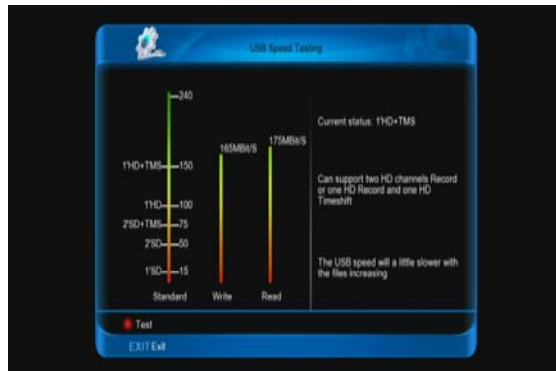 USB Speed Testing
240
1'HD+TMS 150
1'HD 100
2'SD+TMS 75
2'SD 50
1'SD 15
Standard
165MBit/S
Write
175MBit/S
Read
Current status: 1'HD+TMS
Can support two HD channels Record
or one HD Record and one HD
Timeshift
The USB speed will a little slower with
the files increasing
Test
EXIT Exit